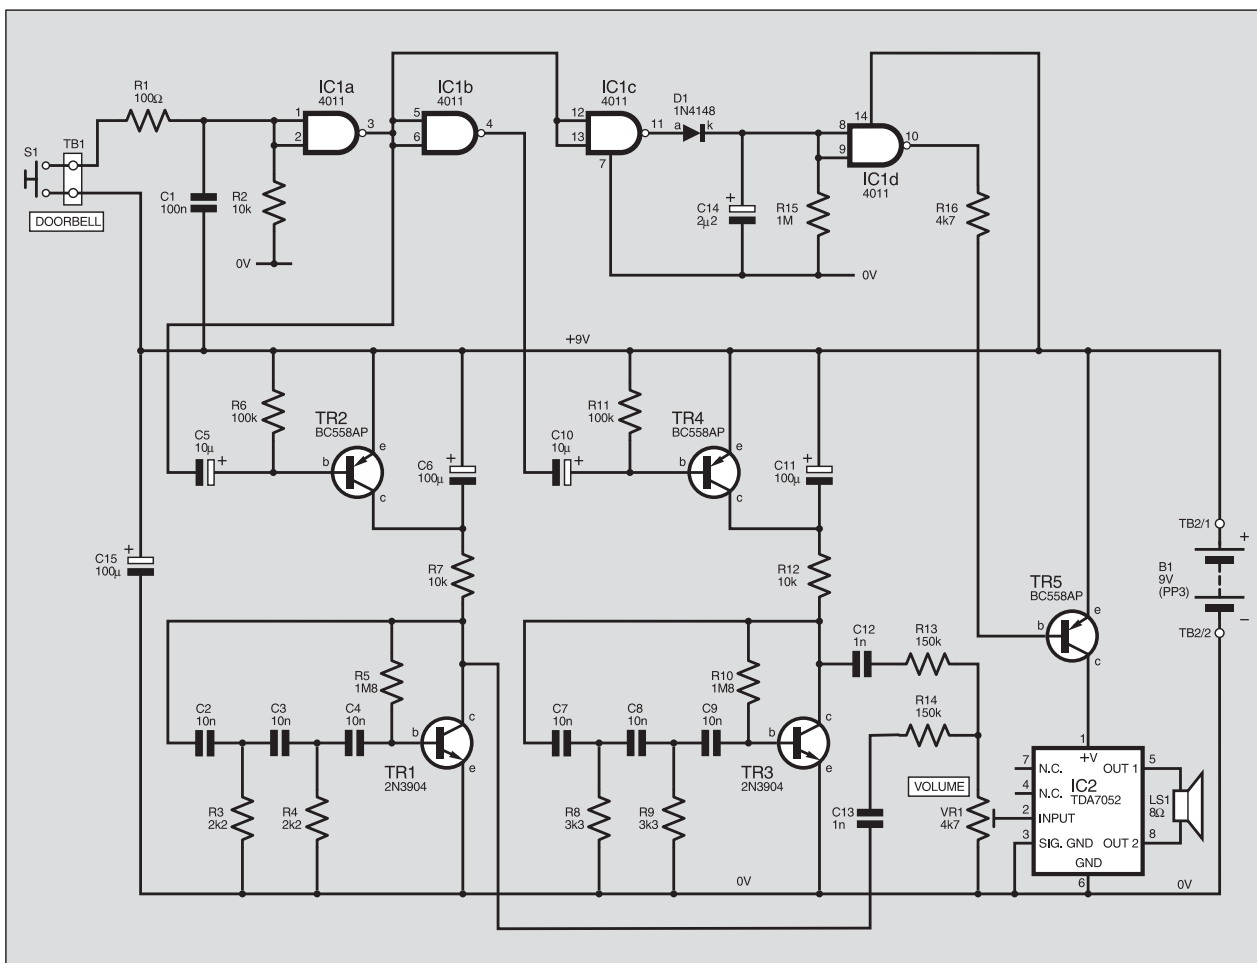 IC1a
4011
IC1b
4011
IC1c
4011
R1
100Ω
D1
1N4148
1
2
3
5
6
4
12
13
11
7
a
k
8
9
14
10
IC1d
4011
S1
TB1
DOORBELL
C1
100n
R2
10k
0V
C14
2µ2
+
R15
1M
0V
R16
4k7
+9V
R6
100k
TR2
BC558AP
b
e
c
C5
10µ
+
C6
100µ
+
R11
100k
TR4
BC558AP
b
e
c
C10
10µ
+
C11
100µ
+
C15
100µ
+
R7
10k
R12
10k
TB2/1
+
B1
9V
(PP3)
−
TB2/2
TR5
BC558AP
b
e
c
R5
1M8
C2
10n
C3
10n
C4
10n
b
c
e
TR1
2N3904
R3
2k2
R4
2k2
R10
1M8
C7
10n
C8
10n
C9
10n
b
c
e
TR3
2N3904
R8
3k3
R9
3k3
C12
1n
R13
150k
R14
150k
VOLUME
C13
1n
VR1
4k7
1
+V
7
N.C.
4
N.C.
2
INPUT
3
SIG. GND
IC2
TDA7052
OUT 1
5
OUT 2
8
GND
6
LS1
8Ω
0V
0V